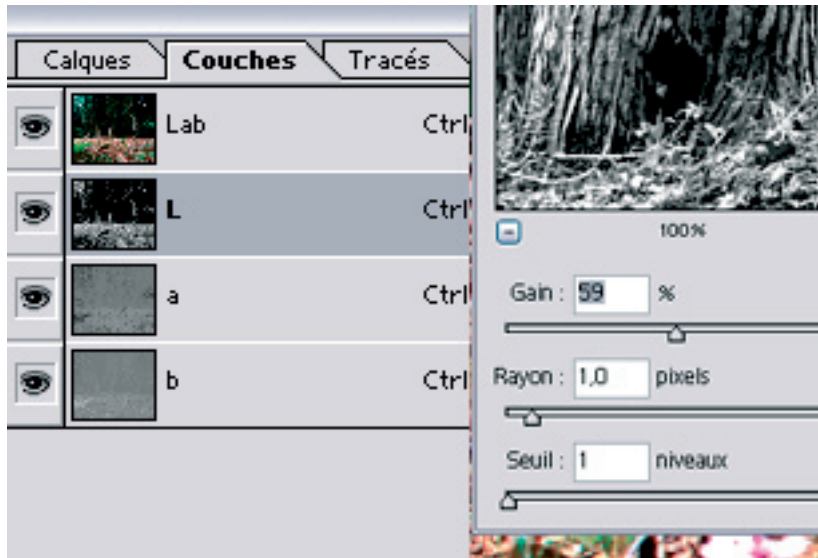 Calques Couches Tracés
Lab Ctrl
L Ctrl
a Ctrl
b Ctrl
100%
Gain : 59 %
Rayon : 1,0 pixels
Seuil : 1 niveaux